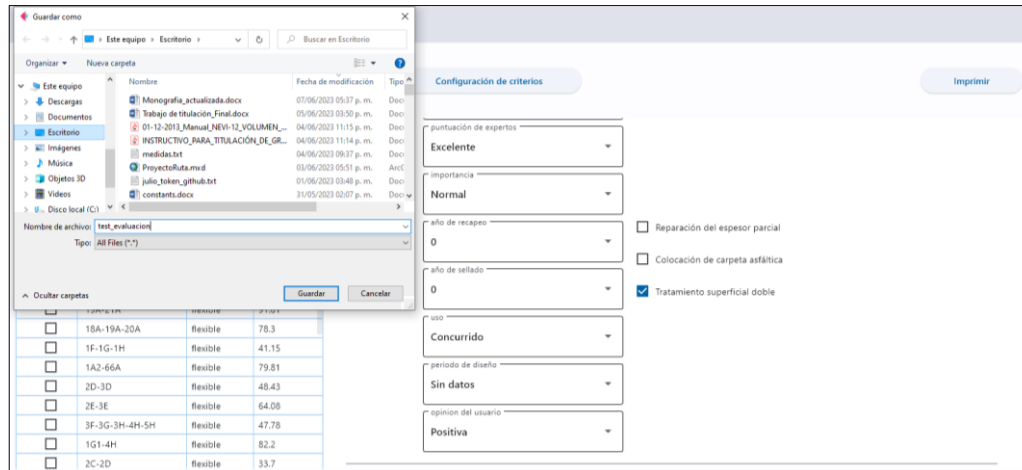 Guardar como
Este equipo > Escritorio >
Buscar en Escritorio
Organizar
Nueva carpeta
Este equipo
Descargas
Documentos
Escritorio
Imágenes
Música
Objetos 3D
Videos
Disco local (C:)
Nombre
Fecha de modificación
Tipo
Monografia_actualizada.docx 07/06/2023 05:37 p. m.
Trabajo de titulación_Final.docx 05/06/2023 03:50 p. m.
01-12-2013_Manual_NEVI-12_VOLUMEN_... 04/06/2023 11:15 p. m.
INSTRUCTIVO_PARA_TITULACIÓN_DE_GR... 04/06/2023 11:14 p. m.
medidas.txt 04/06/2023 09:37 p. m.
ProyectoRuta.mxd 03/06/2023 05:51 p. m.
julio_token_github.txt 01/06/2023 03:48 p. m.
constants.docx 31/05/2023 02:07 p. m.
Nombre de archivo: test_evaluacion
Tipo: All Files (*.*)
Ocultar carpetas
Guardar
Cancelar
Configuración de criterios
Imprimir
puntuación de expertos
Excelente
importancia
Normal
año de recapeo
0
año de sellado
0
uso
Concurrido
periodo de diseño
Sin datos
opinion del usuario
Positiva
Reparación del espesor parcial
Colocación de carpeta asfáltica
Tratamiento superficial doble
18A-19A-20A flexible 78.3
1F-1G-1H flexible 41.15
1A2-66A flexible 79.81
2D-3D flexible 48.43
2E-3E flexible 64.08
3F-3G-3H-4H-5H flexible 47.78
1G1-4H flexible 82.2
2C-2D flexible 33.7